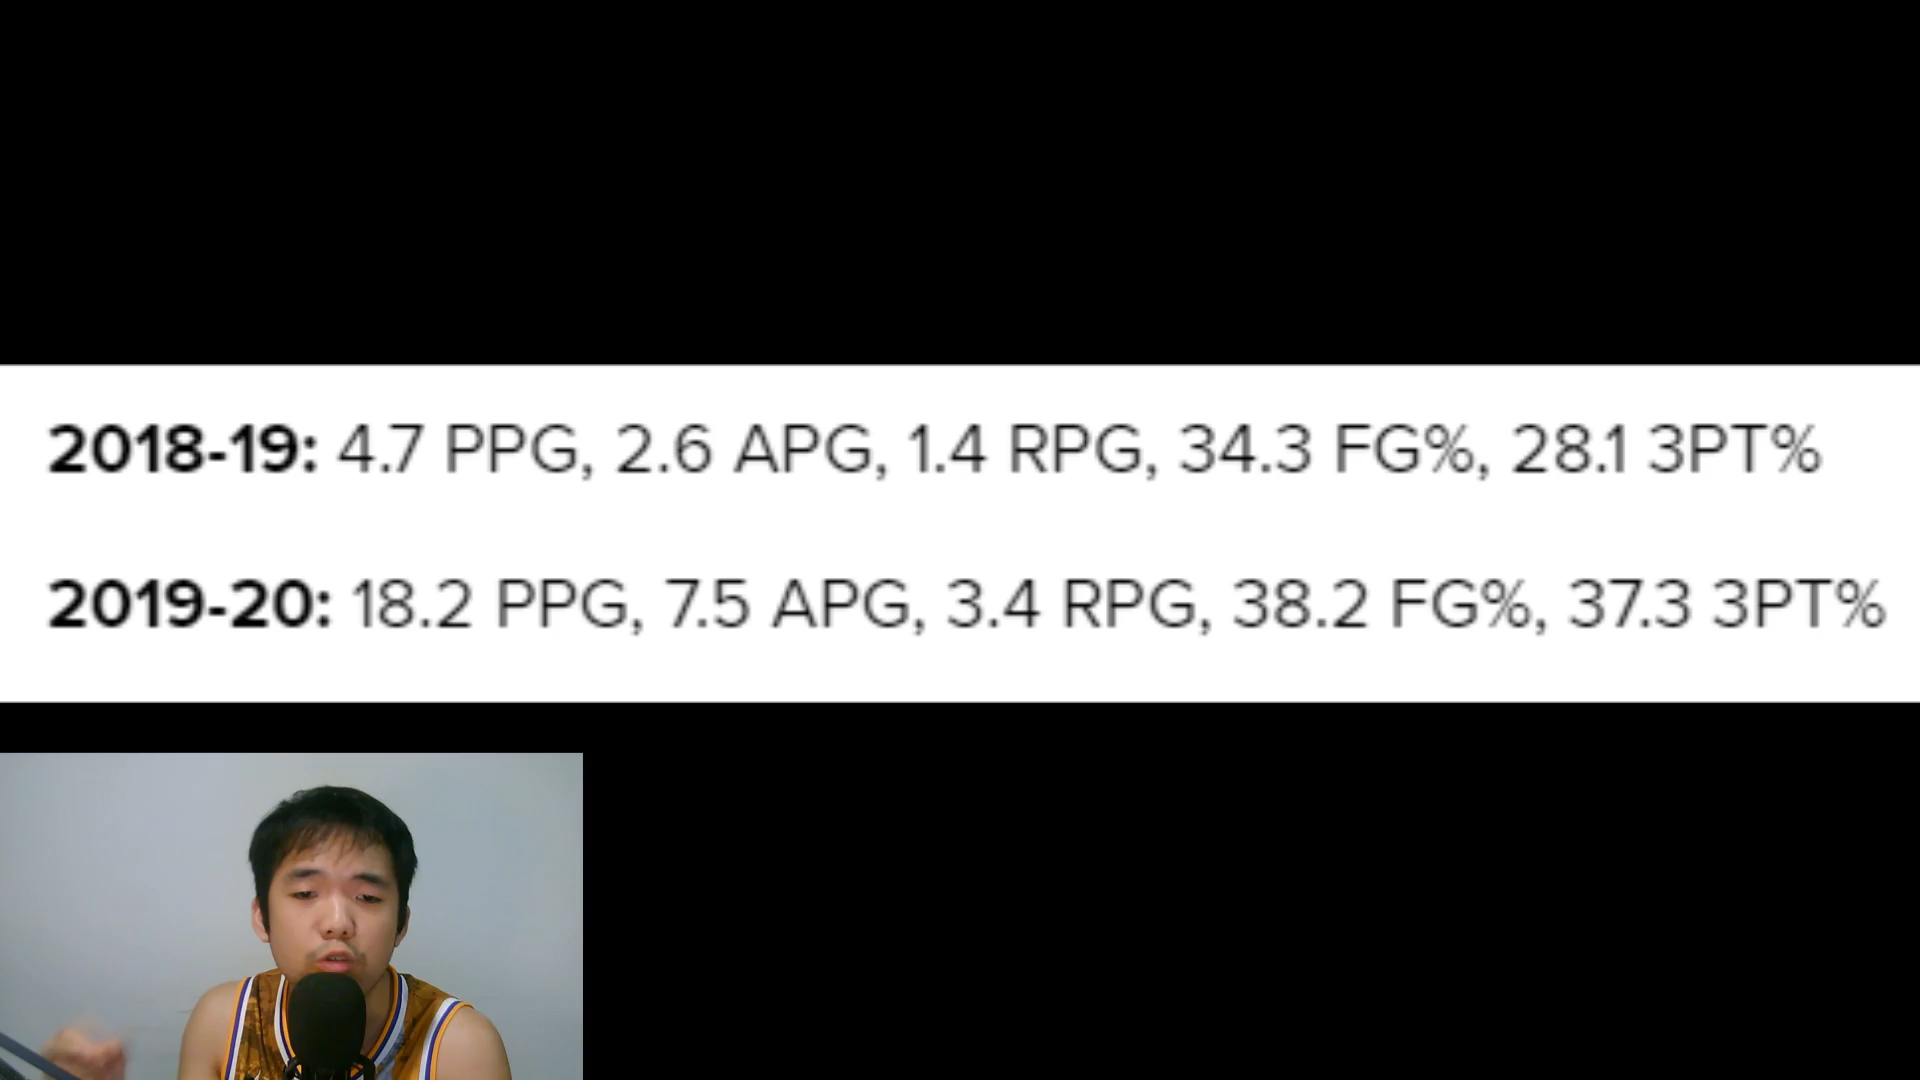 2018-19: 4.7 PPG, 2.6 APG, 1.4 RPG, 34.3 FG%, 28.1 3PT%
2019-20: 18.2 PPG, 7.5 APG, 3.4 RPG, 38.2 FG%, 37.3 3PT%